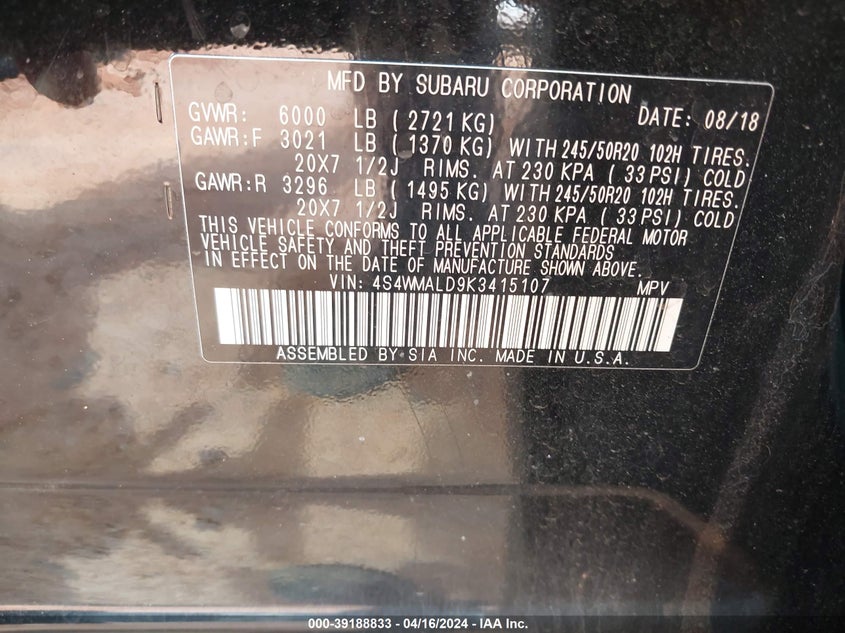 MFD BY SUBARU CORPORATION
GVWR: 6000 LB ( 2721 KG) DATE: 08/18
GAWR:F 3021 LB ( 1370 KG) WITH 245/50R20 102H TIRES.
20X7 1/2J RIMS. AT 230 KPA ( 33 PSI) COLD
GAWR:R 3296 LB ( 1495 KG) WITH 245/50R20 102H TIRES.
20X7 1/2J RIMS. AT 230 KPA ( 33 PSI) COLD
THIS VEHICLE CONFORMS TO ALL APPLICABLE FEDERAL MOTOR
VEHICLE SAFETY AND THEFT PREVENTION STANDARDS
IN EFFECT ON THE DATE OF MANUFACTURE SHOWN ABOVE.
VIN: 4S4WMALD9K3415107 MPV
ASSEMBLED BY SIA INC. MADE IN U.S.A.
000-39188833 - 04/16/2024 - IAA Inc.